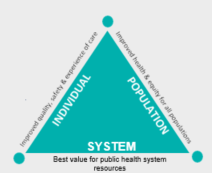 Improved quality, safety & experience of care
Improved health & equity for all populations
INDIVIDUAL
POPULATION
SYSTEM
Best value for public health system
resources